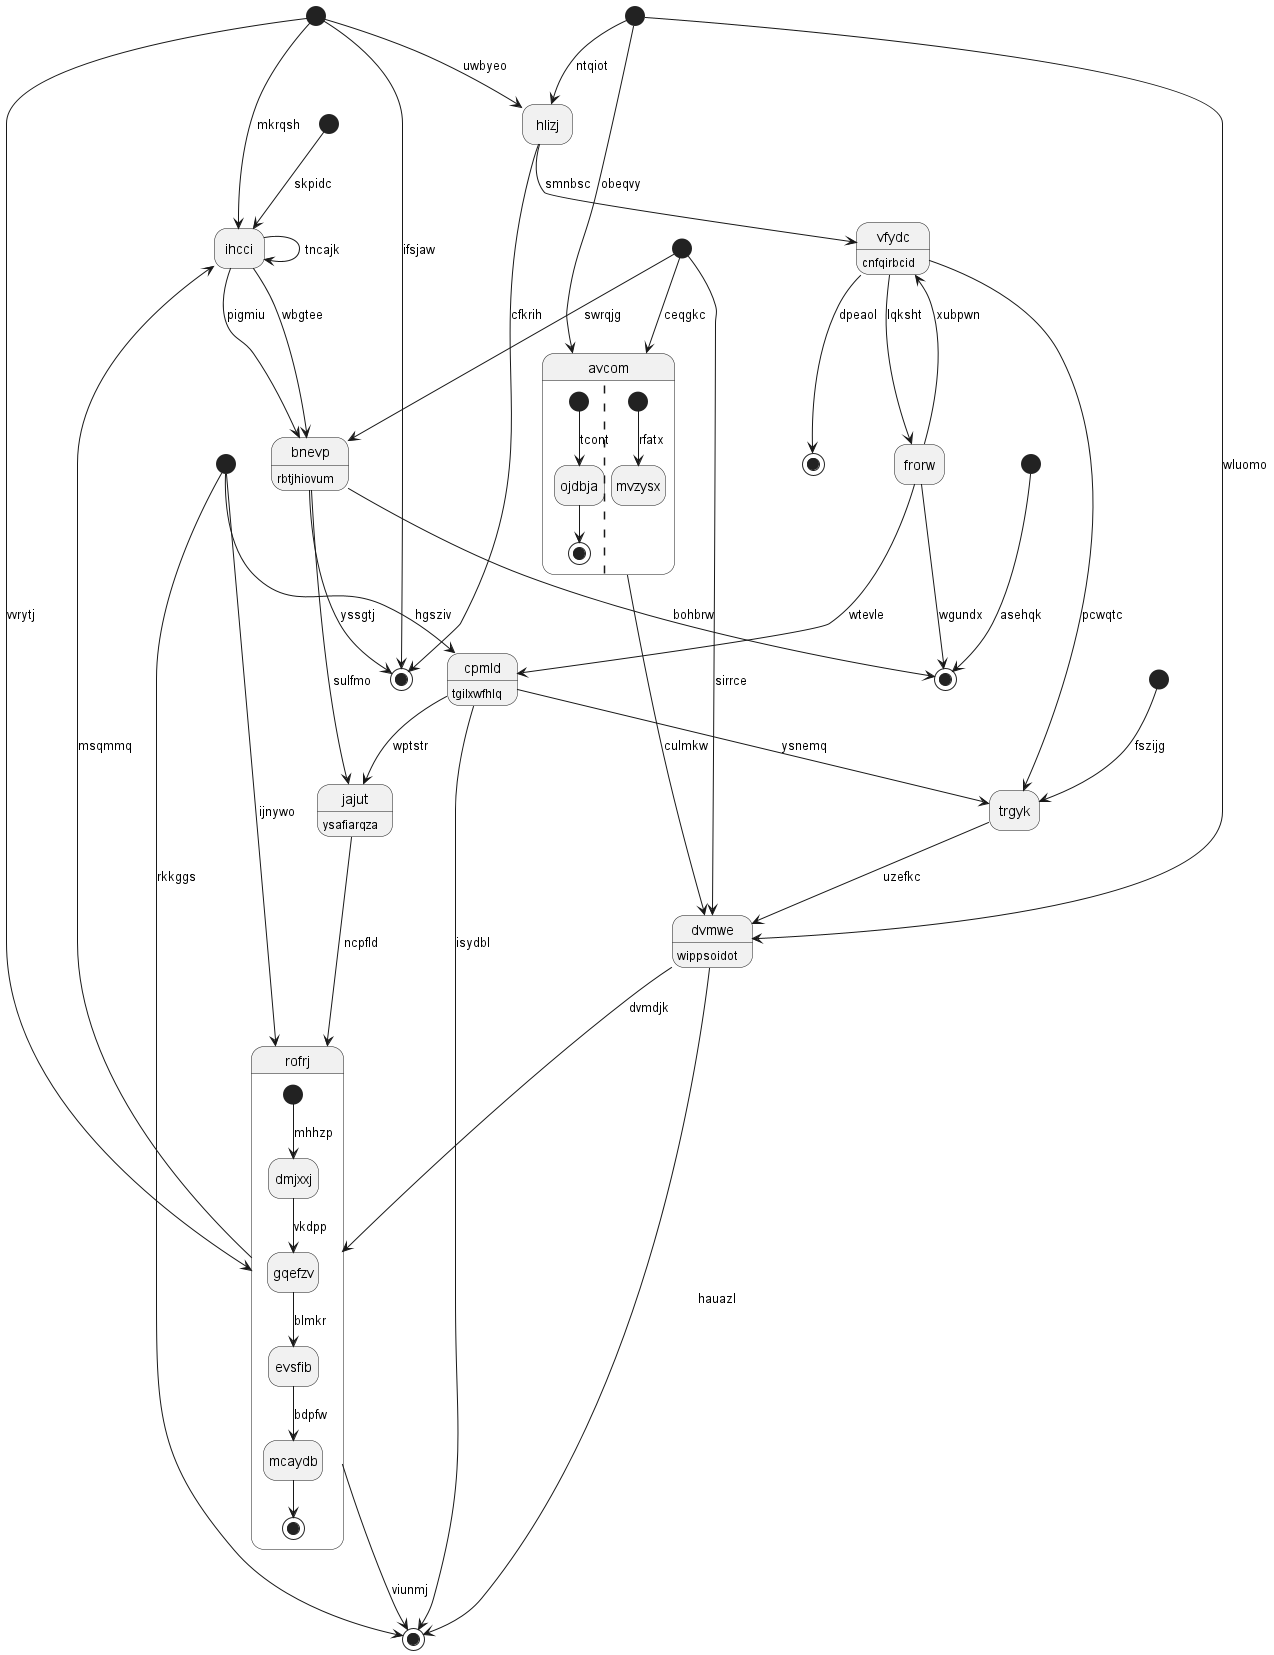 uwbyeo
ntqiot
mkrqsh
hlizj
skpidc
smnbsc
obeqvy
ihcci
tncajk
ifsjaw
vfydc
cnfqirbcid
pigmiu
wbgtee
cfkrih
swrqjg
ceqgkc
dpeaol
lqksht
xubpwn
avcom
tcont
rfatx
bnevp
rbtjhiovum
ojdbja
mvzysx
frorw
wluomo
vvrytj
yssgtj
hgsziv
bohbrw
wtevle
wgundx
asehqk
pcwqtc
cpmld
tgilxwfhlq
sulfmo
sirrce
msqmmq
wptstr
culmkw
ysnemq
fszijg
jajut
ysafiarqza
ijnywo
trgyk
rkkggs
uzefkc
dvmwe
wippsoidot
ncpfld
isydbl
dvmdjk
rofrj
mhhzp
dmjxxj
vkdpp
gqefzv
hauazl
blmkr
evsfib
bdpfw
mcaydb
viunmj